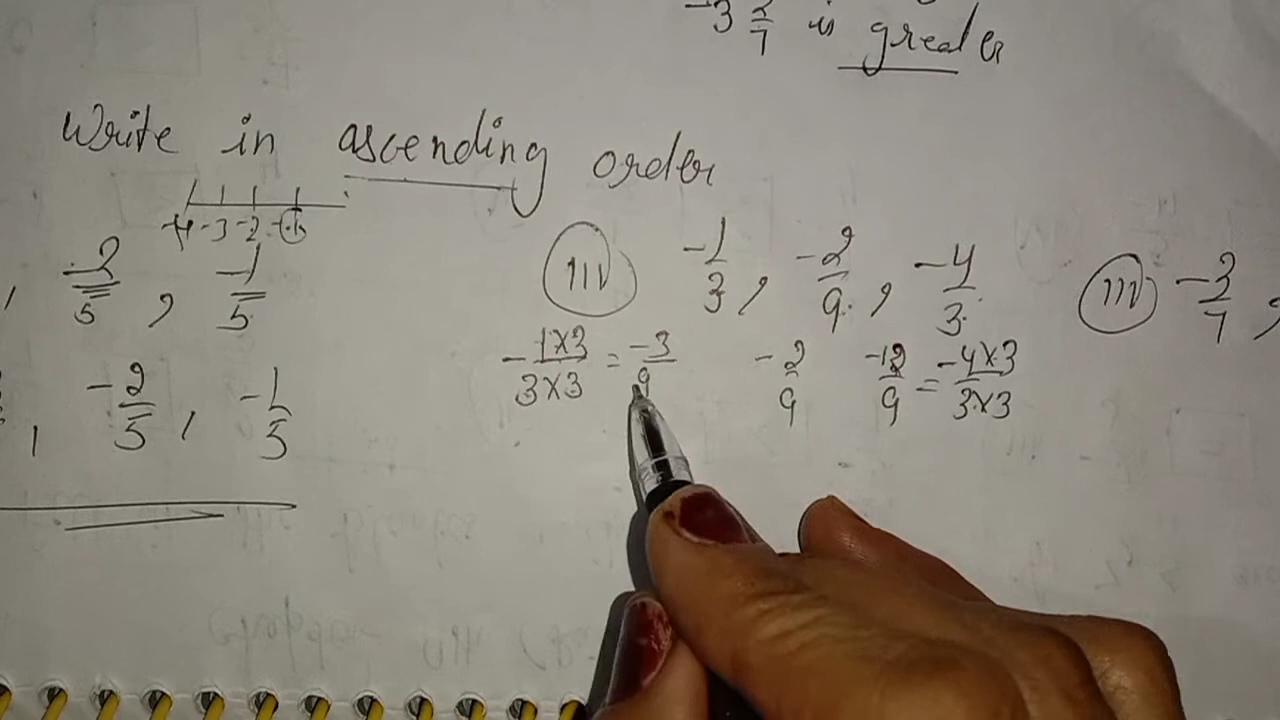 -3 2/7 is greater
Write in ascending order
-4 -3 -2 -1
, -2/5 , -1/5
(III) -1/3 , -2/9 , -4/3
(III) -3/7 ,
-1×3/3×3 = -3/9 -2/9 -12/9 = -4×3/3×3
, -2/5 , -1/5